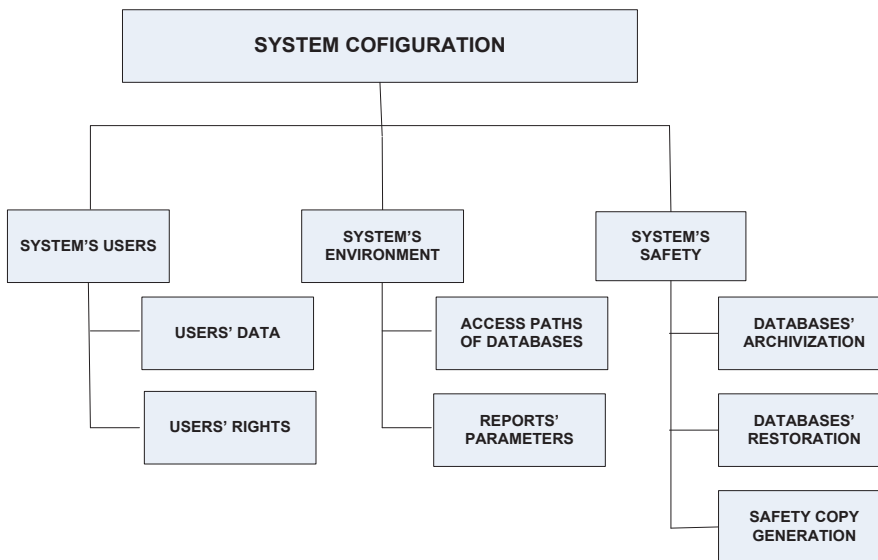 SYSTEM COFIGURATION
SYSTEM'S USERS
SYSTEM'S
ENVIRONMENT
SYSTEM'S
SAFETY
USERS' DATA
USERS' RIGHTS
ACCESS PATHS
OF DATABASES
REPORTS'
PARAMETERS
DATABASES'
ARCHIVIZATION
DATABASES'
RESTORATION
SAFETY COPY
GENERATION